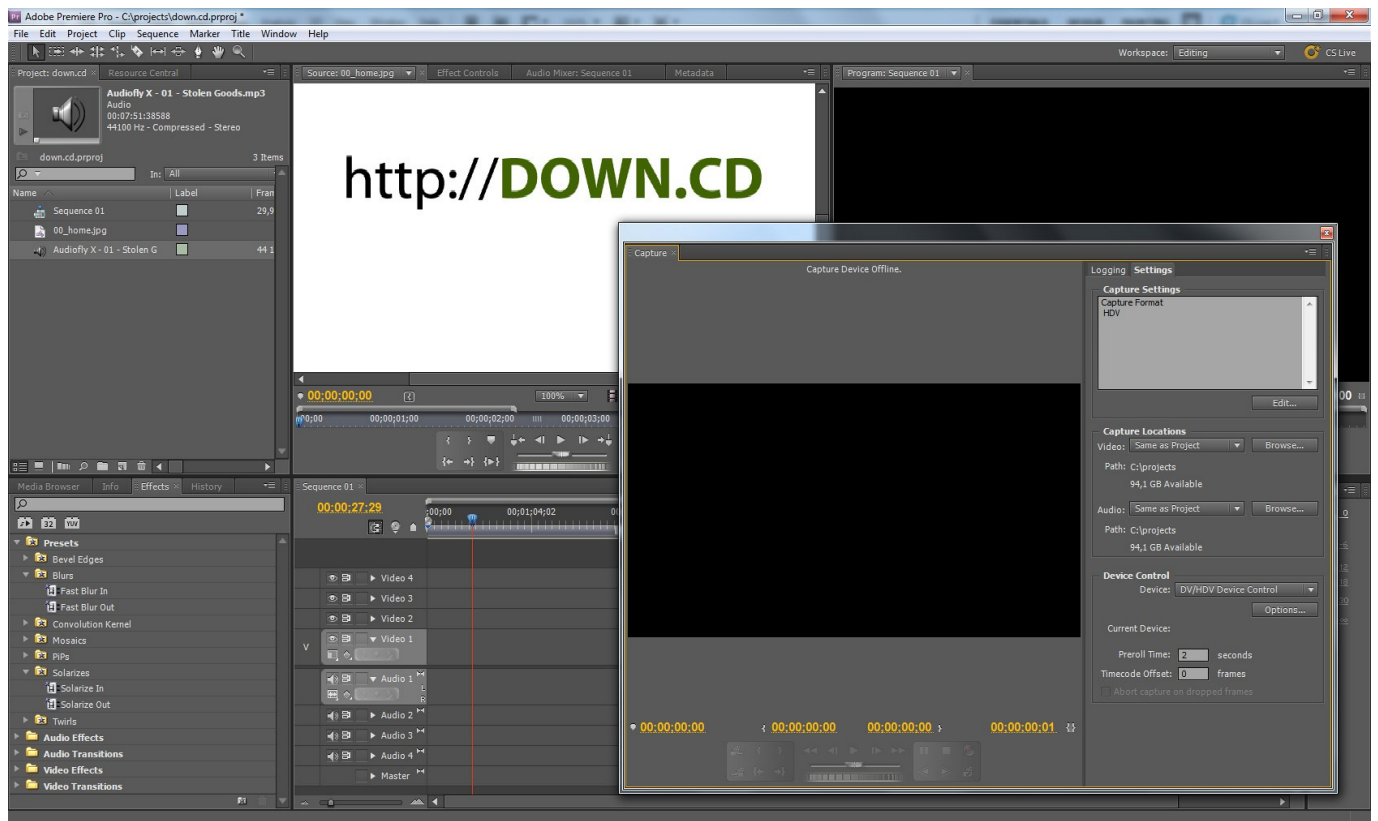 Adobe Premiere Pro - C:\projects\down.cd.prproj *
File Edit Project Clip Sequence Marker Title Window Help
Workspace: Editing CS Live
Project: down.cd Resource Central
Audiofly X - 01 - Stolen Goods.mp3
Audio
00:07:51:38588
44100 Hz - Compressed - Stereo
down.cd.prproj 3 Items
In: All
Name Label Fram
Sequence 01 29,9
00_home.jpg
Audiofly X - 01 - Stolen G 44 1
Source: 00_home.jpg Effect Controls Audio Mixer: Sequence 01 Metadata
http://DOWN.CD
00;00;00;00 100%
00;00 00;00;01;00 00;00;02;00 00;00;03;00
Program: Sequence 01
Media Browser Info Effects History
32 YUV
Presets
Bevel Edges
Blurs
Fast Blur In
Fast Blur Out
Convolution Kernel
Mosaics
PiPs
Solarizes
Solarize In
Solarize Out
Twirls
Audio Effects
Audio Transitions
Video Effects
Video Transitions
Sequence 01
00;00;27;29
;00;00 00;01;04;02
Video 4
Video 3
Video 2
V Video 1
Audio 1
L
R
Audio 2
Audio 3
Audio 4
Master
Capture
Capture Device Offline.
00;00;00;00 00;00;00;00 00;00;00;00 00;00;00;01
Logging Settings
Capture Settings
Capture Format
HDV
Edit...
Capture Locations
Video: Same as Project Browse...
Path: C:\projects
94,1 GB Available
Audio: Same as Project Browse...
Path: C:\projects
94,1 GB Available
Device Control
Device: DV/HDV Device Control
Options...
Current Device:
Preroll Time: 2 seconds
Timecode Offset: 0 frames
Abort capture on dropped frames